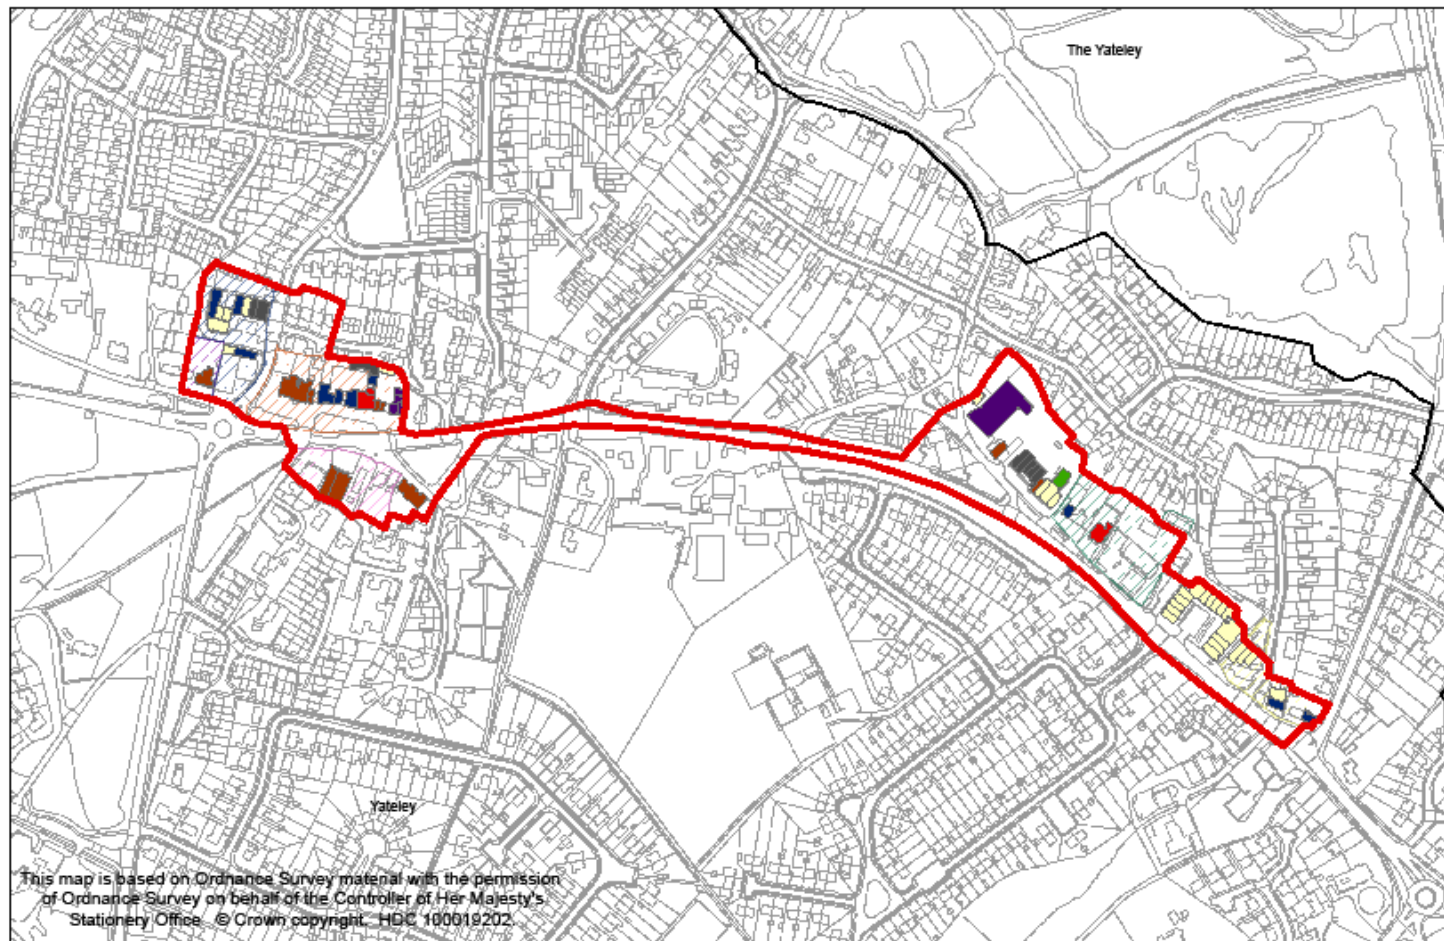 The Yateley
Yateley
This map is based on Ordnance Survey material with the permission
of Ordnance Survey on behalf of the Controller of Her Majesty's
Stationery Office © Crown copyright. HDC 100019202.